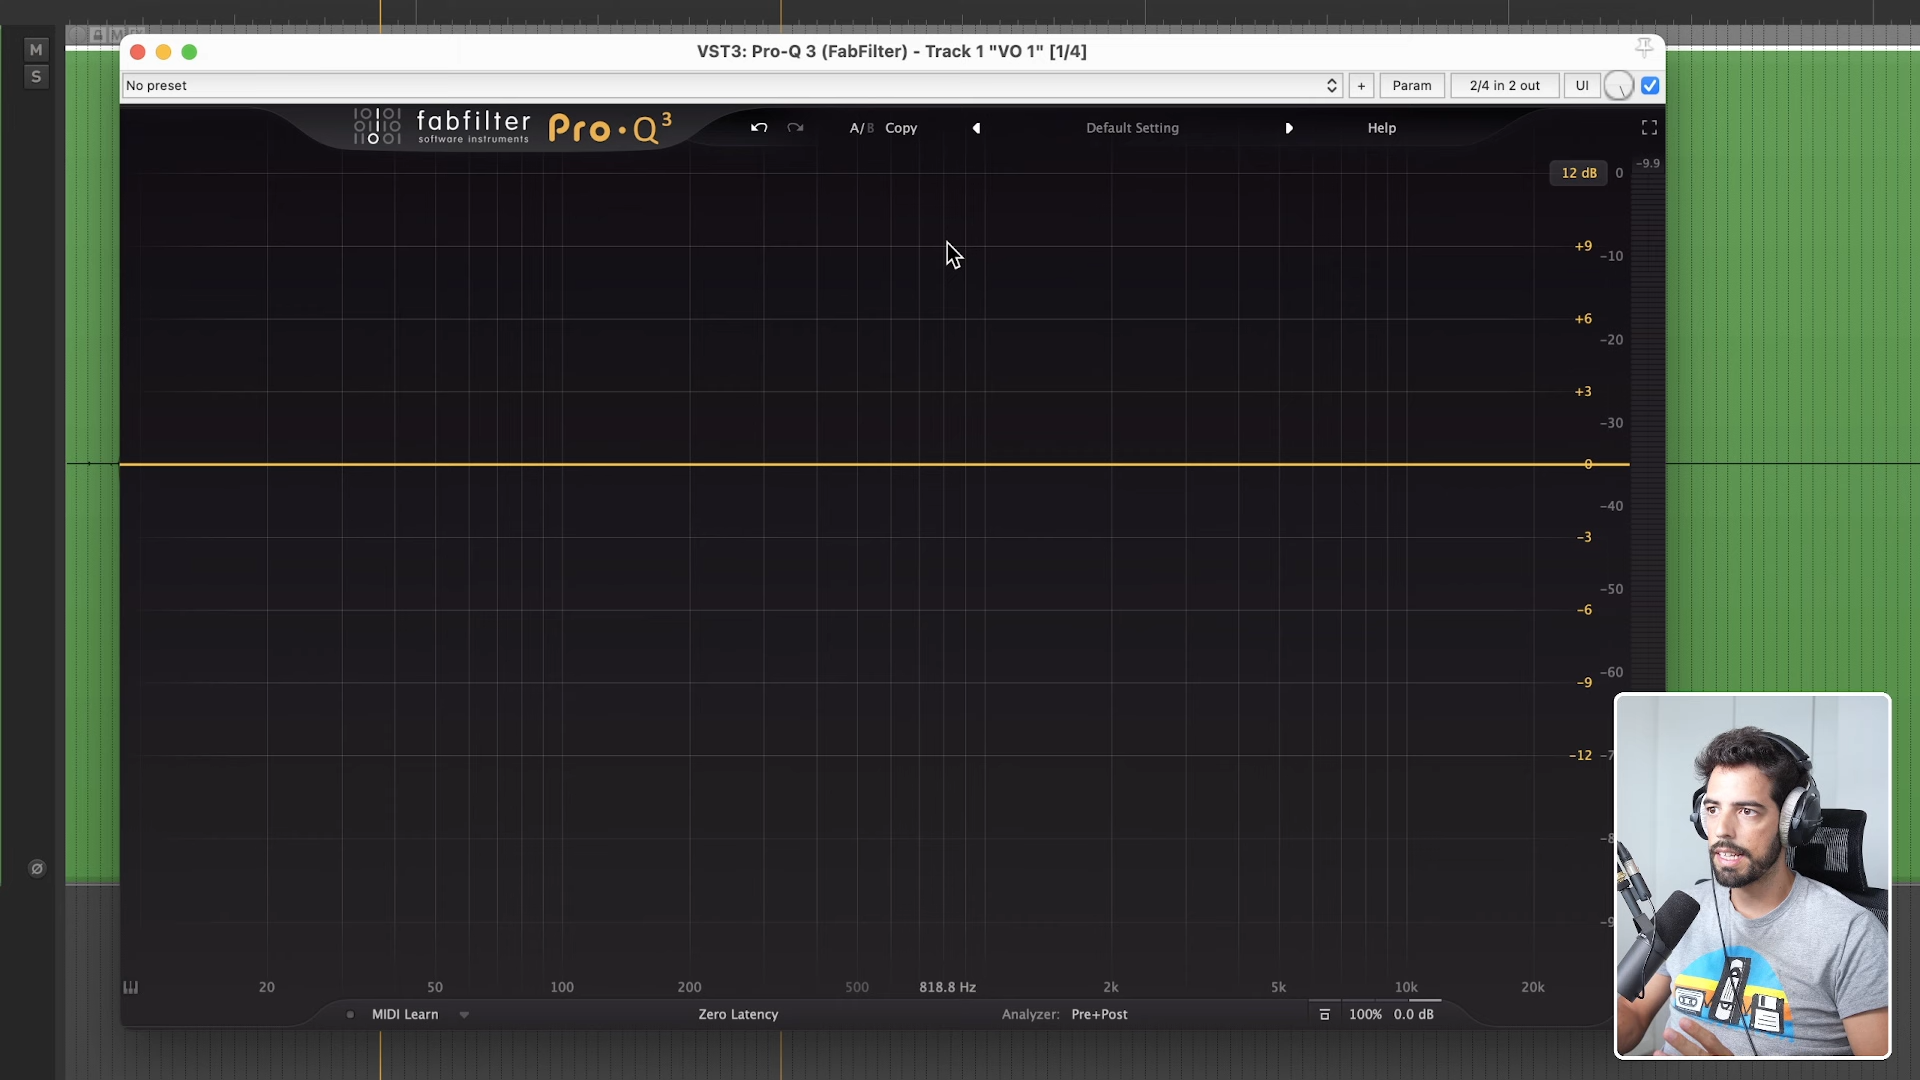 M
S
VST3: Pro-Q 3 (FabFilter) - Track 1 "VO 1" [1/4]
No preset
+
Param
2/4 in 2 out
UI
fabfilter
software instruments
Pro·Q³
A/B
Copy
Default Setting
Help
12 dB
0
-9.9
+9
-10
+6
-20
+3
-30
0
-40
-3
-50
-6
-60
-9
-12
20
50
100
200
500
818.8 Hz
2k
5k
10k
20k
MIDI Learn
Zero Latency
Analyzer: Pre+Post
100%
0.0 dB